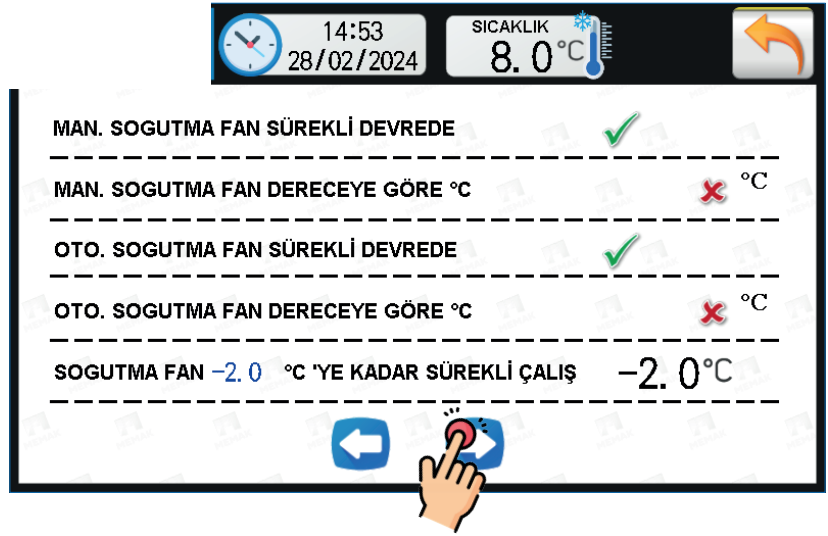 14:53
28/02/2024
SICAKLIK
8.0°C
MAN. SOGUTMA FAN SÜREKLİ DEVREDE
MAN. SOGUTMA FAN DERECEYE GÖRE °C °C
OTO. SOGUTMA FAN SÜREKLİ DEVREDE
OTO. SOGUTMA FAN DERECEYE GÖRE °C °C
SOGUTMA FAN -2.0 °C 'YE KADAR SÜREKLİ ÇALIŞ -2.0°C